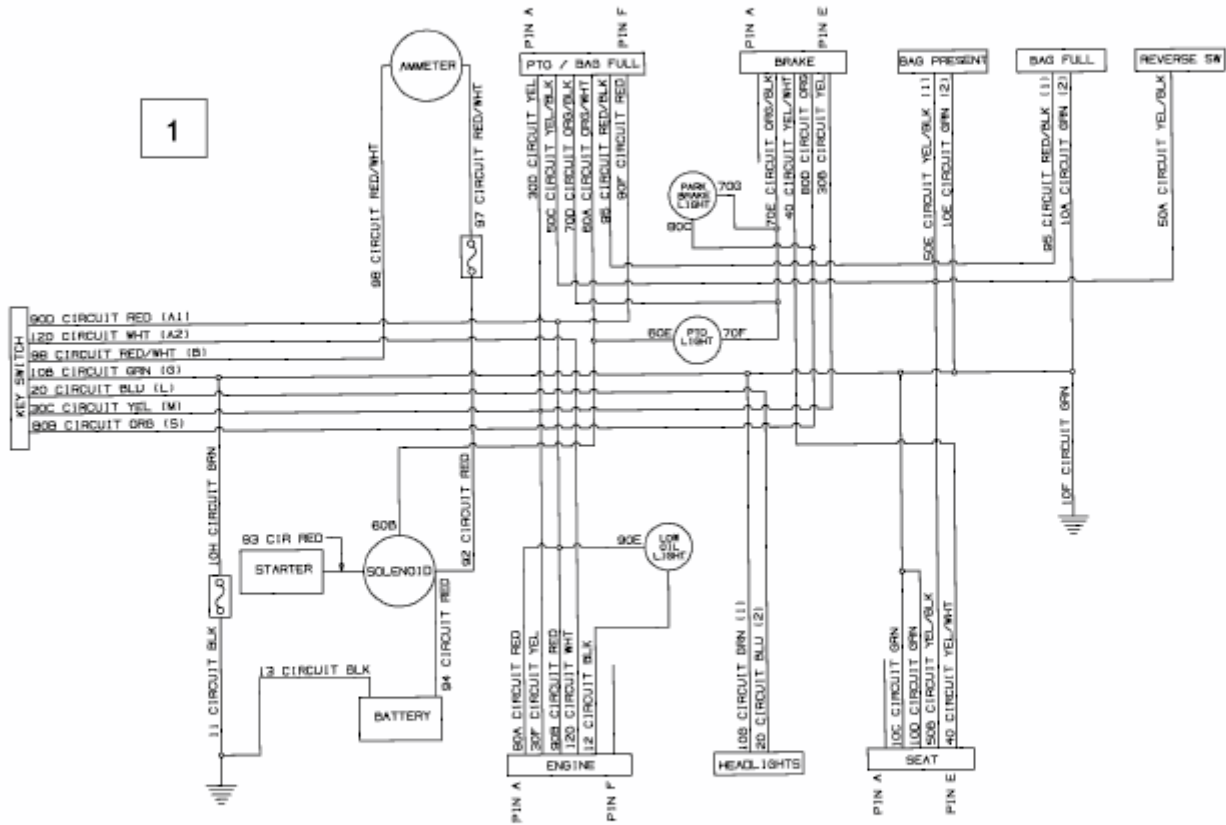 1
AMMETER
PIN A
PIN F
PTO / BAG FULL
PIN A
PIN E
BRAKE
BAG PRESENT
BAG FULL
REVERSE SW
98 CIRCUIT RED/WHT
97 CIRCUIT RED/WHT
30D CIRCUIT YEL
50C CIRCUIT YEL/BLK
70D CIRCUIT ORG/BLK
60A CIRCUIT ORG/WHT
95 CIRCUIT RED/BLK
90F CIRCUIT RED
PARK
BRAKE
LIGHT
70G
80C
70E CIRCUIT ORG/BLK
40 CIRCUIT YEL/WHT
80D CIRCUIT ORG
30B CIRCUIT YEL
50E CIRCUIT YEL/BLK (1)
10E CIRCUIT GRN (2)
95 CIRCUIT RED/BLK (1)
10A CIRCUIT GRN (2)
50A CIRCUIT YEL/BLK
KEY SWITCH
90D CIRCUIT RED (A1)
120 CIRCUIT WHT (A2)
98 CIRCUIT RED/WHT (B)
10B CIRCUIT GRN (G)
20 CIRCUIT BLU (L)
30C CIRCUIT YEL (M)
80B CIRCUIT ORG (S)
60E
PTO
LIGHT
70F
10H CIRCUIT GRN
93 CIR RED
STARTER
60B
SOLENOID
92 CIRCUIT RED
94 CIRCUIT RED
90E
LOW
OIL
LIGHT
10F CIRCUIT GRN
11 CIRCUIT BLK
13 CIRCUIT BLK
BATTERY
80A CIRCUIT RED
30F CIRCUIT YEL
90B CIRCUIT RED
120 CIRCUIT WHT
12 CIRCUIT BLK
ENGINE
PIN A
PIN F
10B CIRCUIT GRN (1)
20 CIRCUIT BLU (2)
HEADLIGHTS
10C CIRCUIT GRN
10D CIRCUIT GRN
50B CIRCUIT YEL/BLK
40 CIRCUIT YEL/WHT
SEAT
PIN A
PIN E